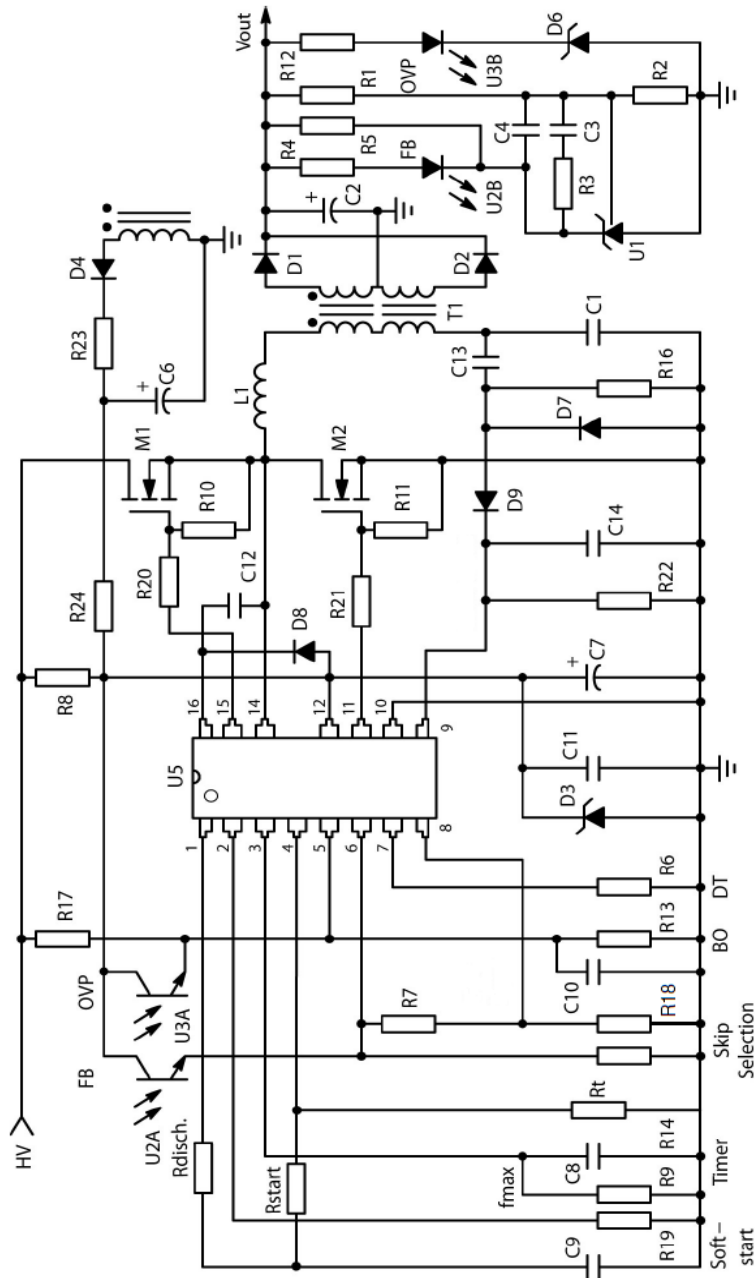 HV
FB
OVP
R17
R8
U2A
U3A
Rdisch.
R24
R23
D4
C6
+
M1
R10
R20
C12
D8
R21
R11
M2
L1
T1
D1
D2
C2
+
Vout
R12
R1
R4
R5
OVP
FB
U3B
U2B
D6
C4
C3
R3
R2
U1
U5
1
2
3
4
5
6
7
8
9
10
11
12
14
15
16
C13
D9
D7
R16
C1
C14
R22
C7
+
C11
D3
R7
Rstart
Rt
fmax
C9
R19
R9
C8
R14
R18
C10
R13
R6
Soft –
start
Timer
Skip
Selection
BO
DT